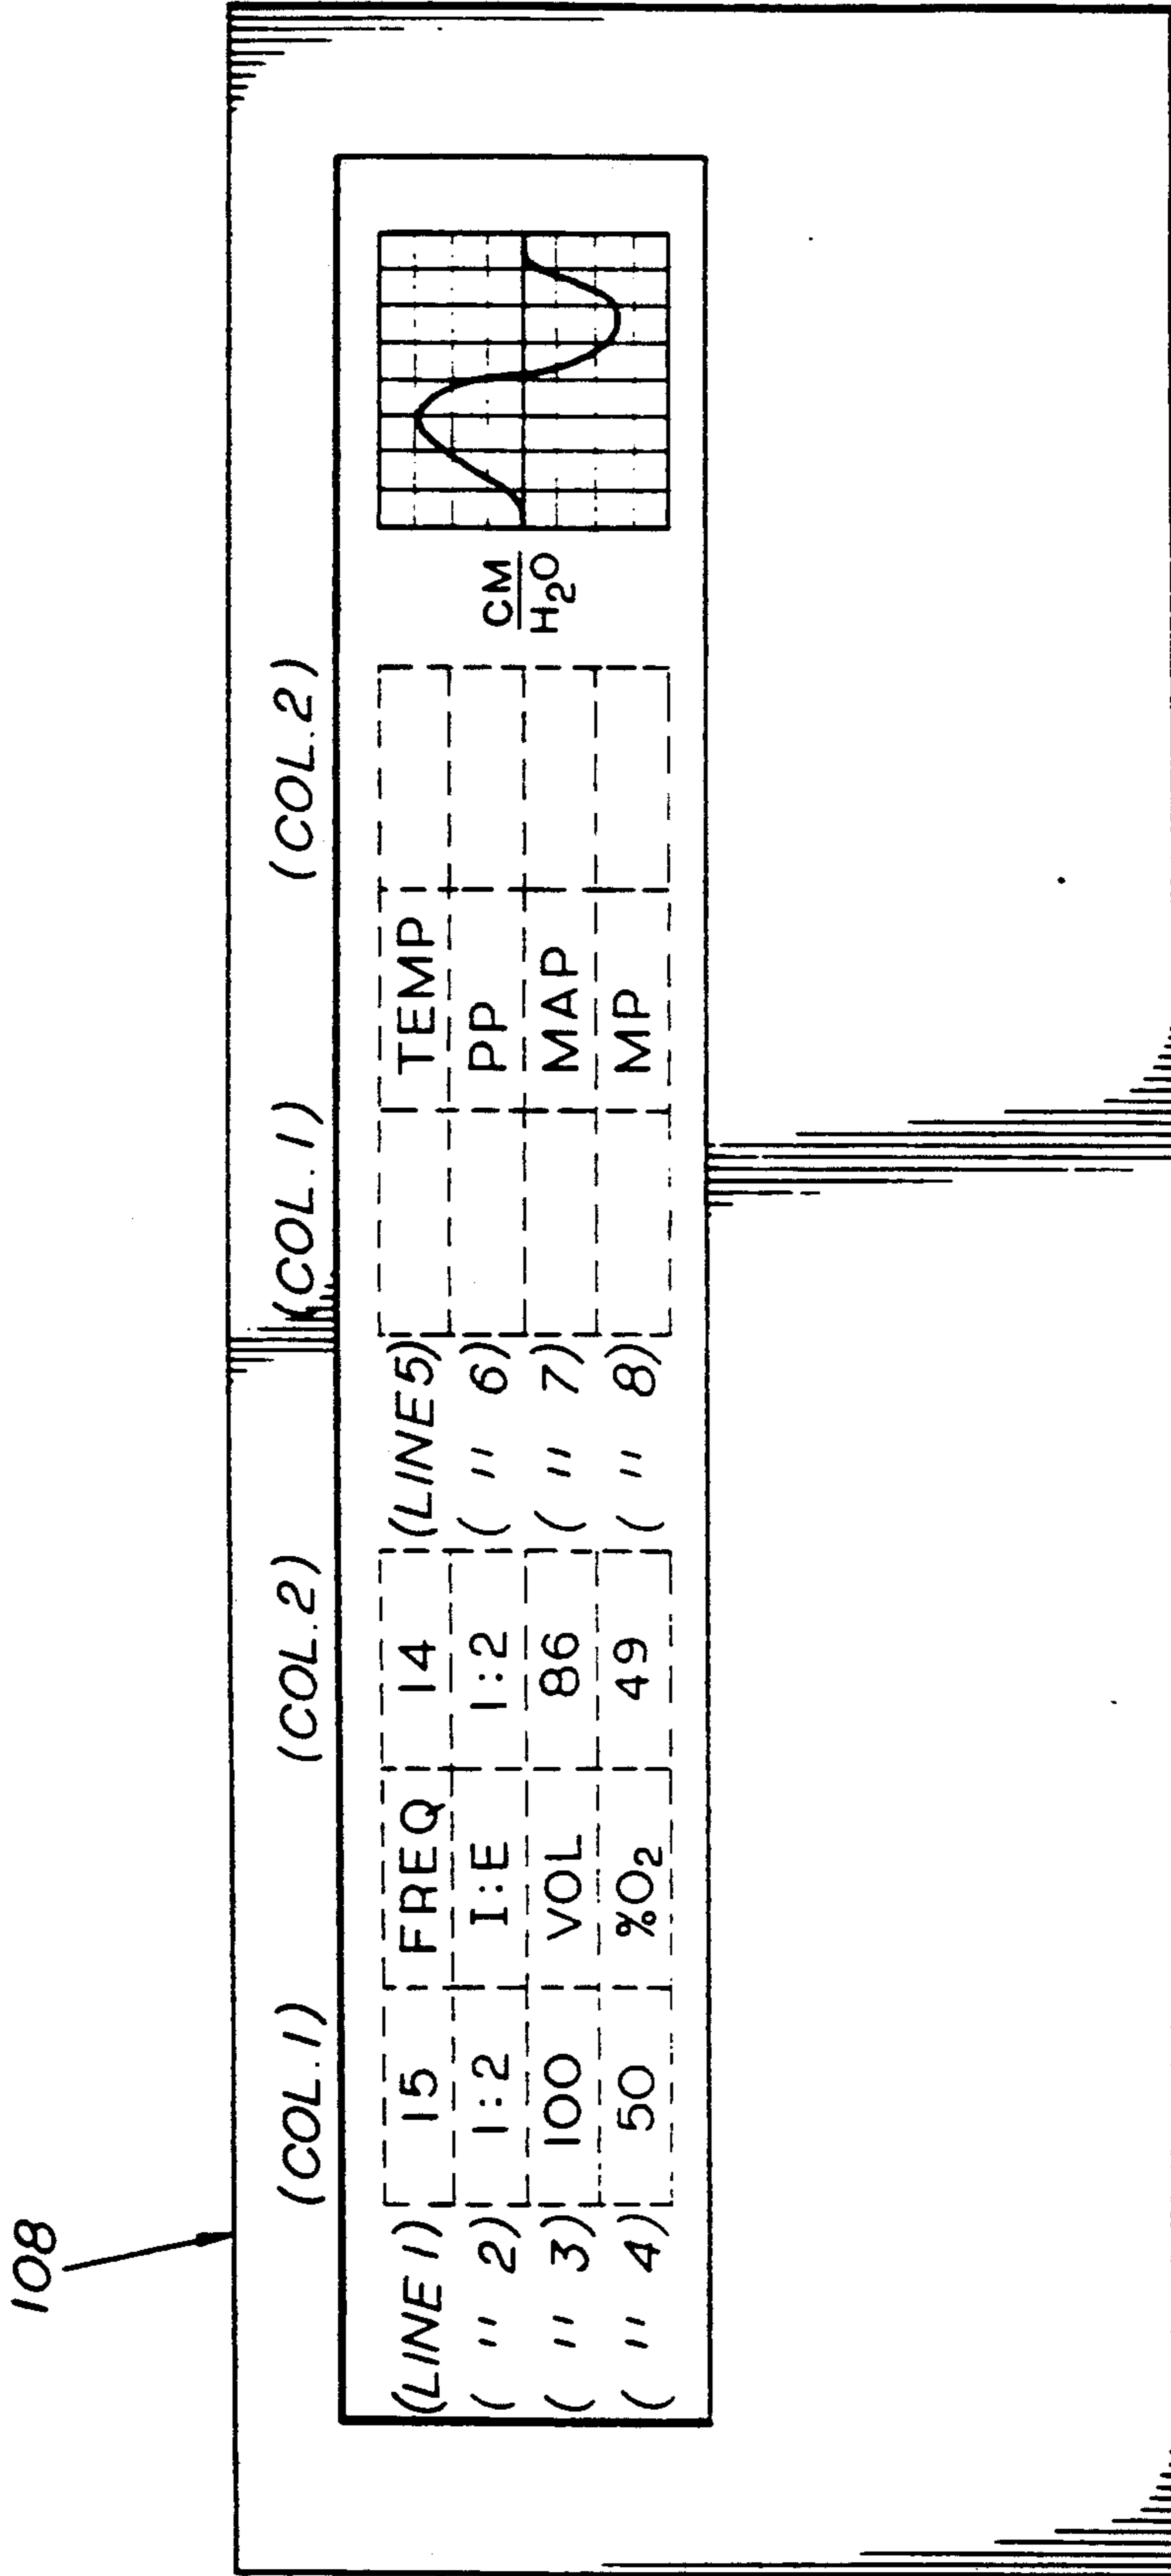 108
(COL. 1) (COL. 2) (COL. 1) (COL. 2)
(LINE 1) 15 FREQ 14 (LINE 5) TEMP
( " 2) 1:2 I:E 1:2 ( " 6) PP
( " 3) 100 VOL 86 ( " 7) MAP
( " 4) 50 %O₂ 49 ( " 8) MP
CM
H₂O